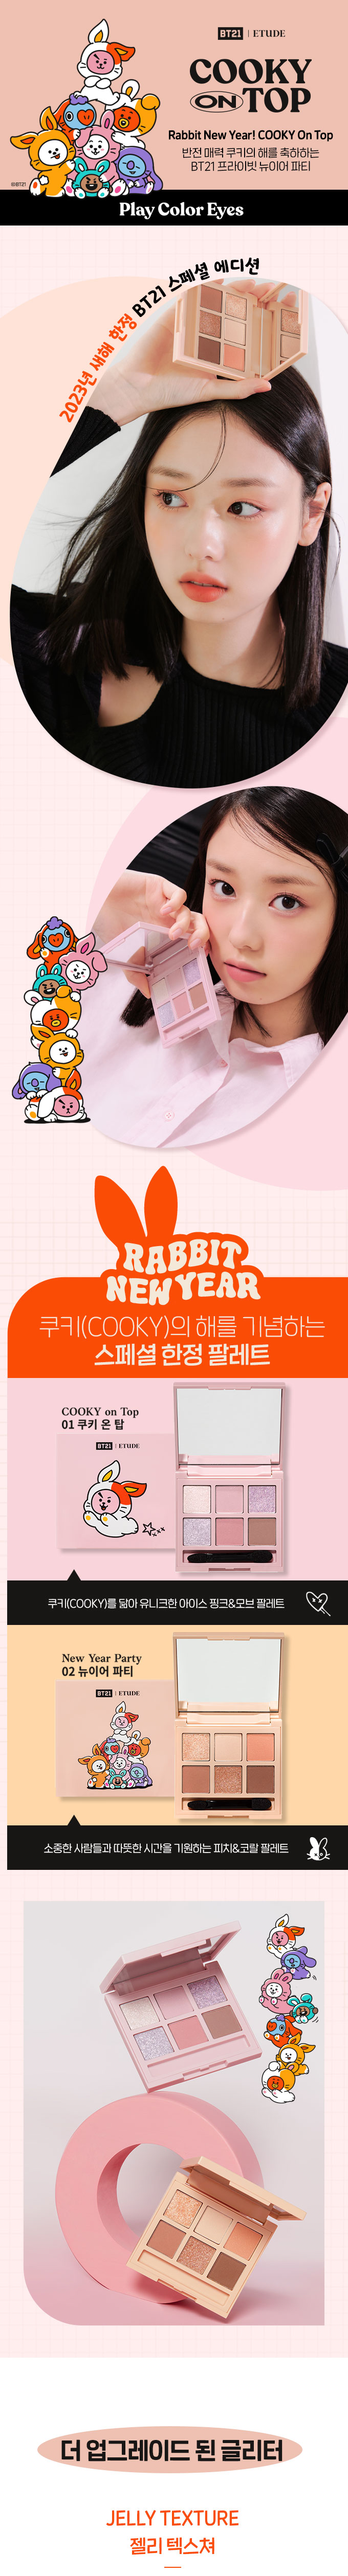 BT21 | ETUDE
COOKY
ON TOP
Rabbit New Year! COOKY On Top
반전 매력 쿠키의 해를 축하하는
BT21 프라이빗 뉴이어 파티
©BT21
Play Color Eyes
2023년 새해 한정 BT21 스페셜 에디션
RABBIT
NEW YEAR
쿠키(COOKY)의 해를 기념하는
스페셜 한정 팔레트
COOKY on Top
01 쿠키 온 탑
BT21 | ETUDE
쿠키(COOKY)를 닮아 유니크한 아이스 핑크&모브 팔레트
New Year Party
02 뉴이어 파티
BT21 | ETUDE
소중한 사람들과 따뜻한 시간을 기원하는 피치&코랄 팔레트
더 업그레이드 된 글리터
JELLY TEXTURE
젤리 텍스쳐